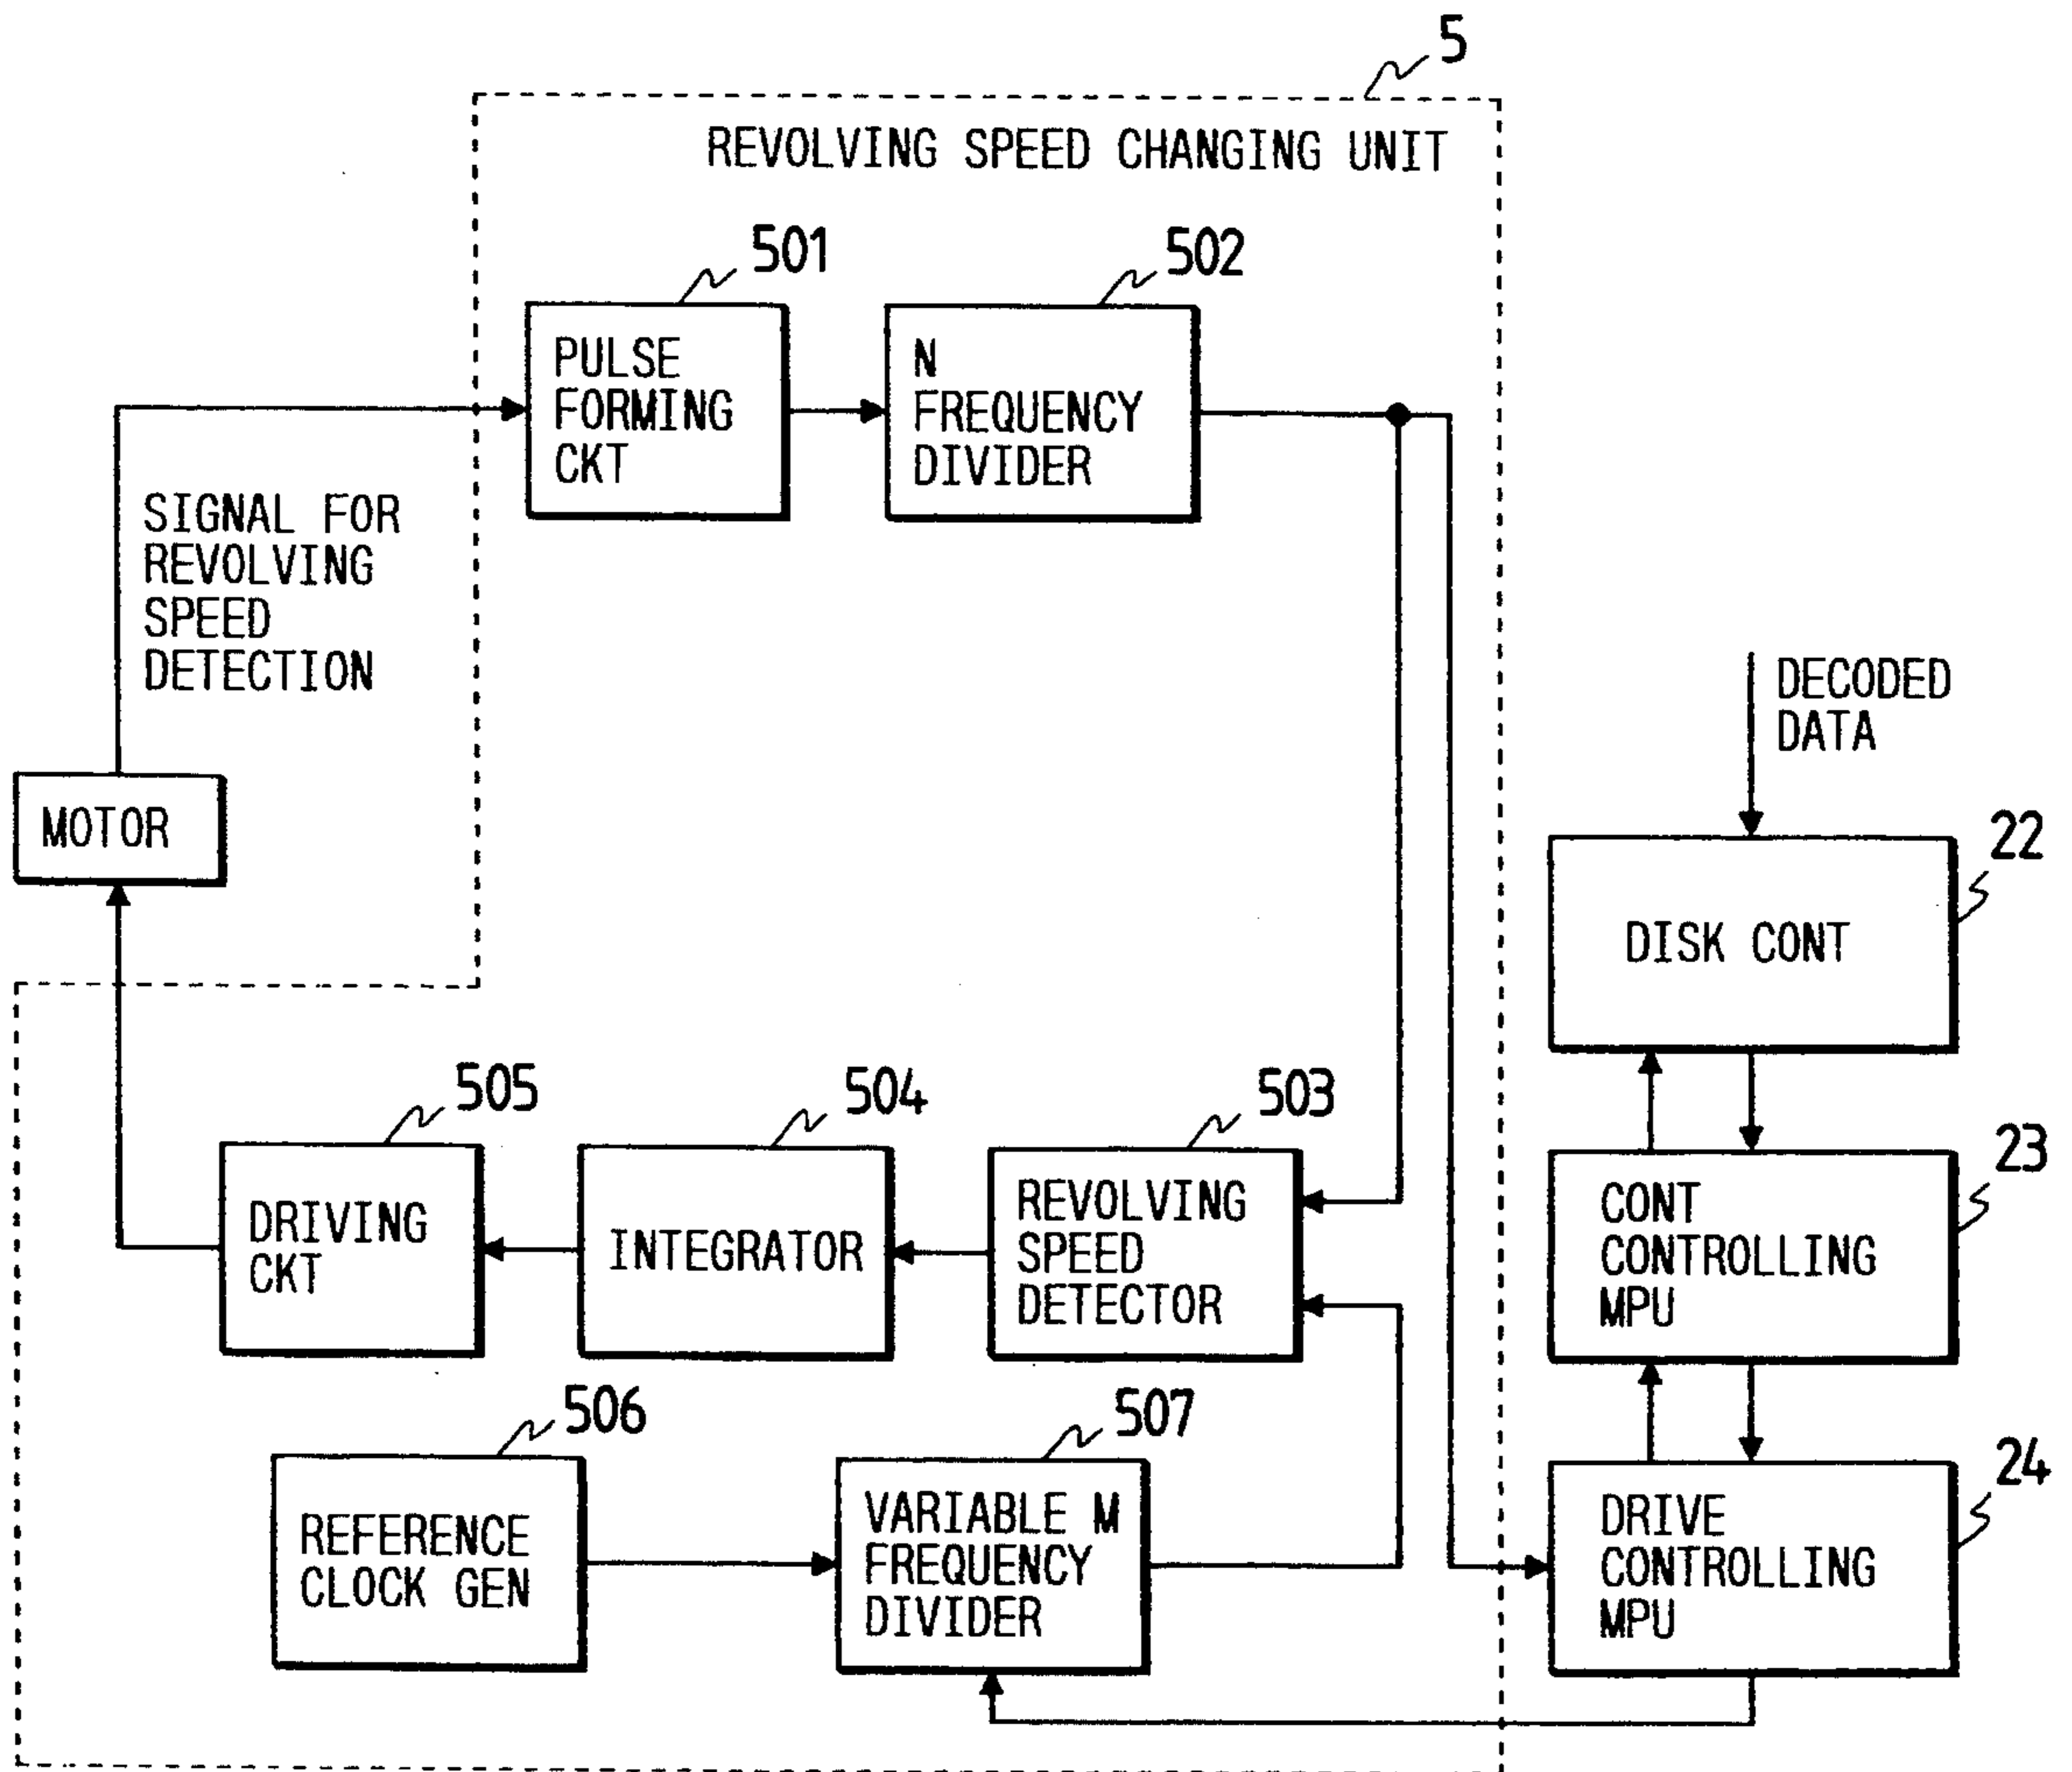 5
REVOLVING SPEED CHANGING UNIT
501
502
PULSE
FORMING
CKT
N
FREQUENCY
DIVIDER
SIGNAL FOR
REVOLVING
SPEED
DETECTION
DECODED
DATA
MOTOR
22
DISK CONT
505
504
503
23
DRIVING
CKT
INTEGRATOR
REVOLVING
SPEED
DETECTOR
CONT
CONTROLLING
MPU
506
507
24
REFERENCE
CLOCK GEN
VARIABLE M
FREQUENCY
DIVIDER
DRIVE
CONTROLLING
MPU